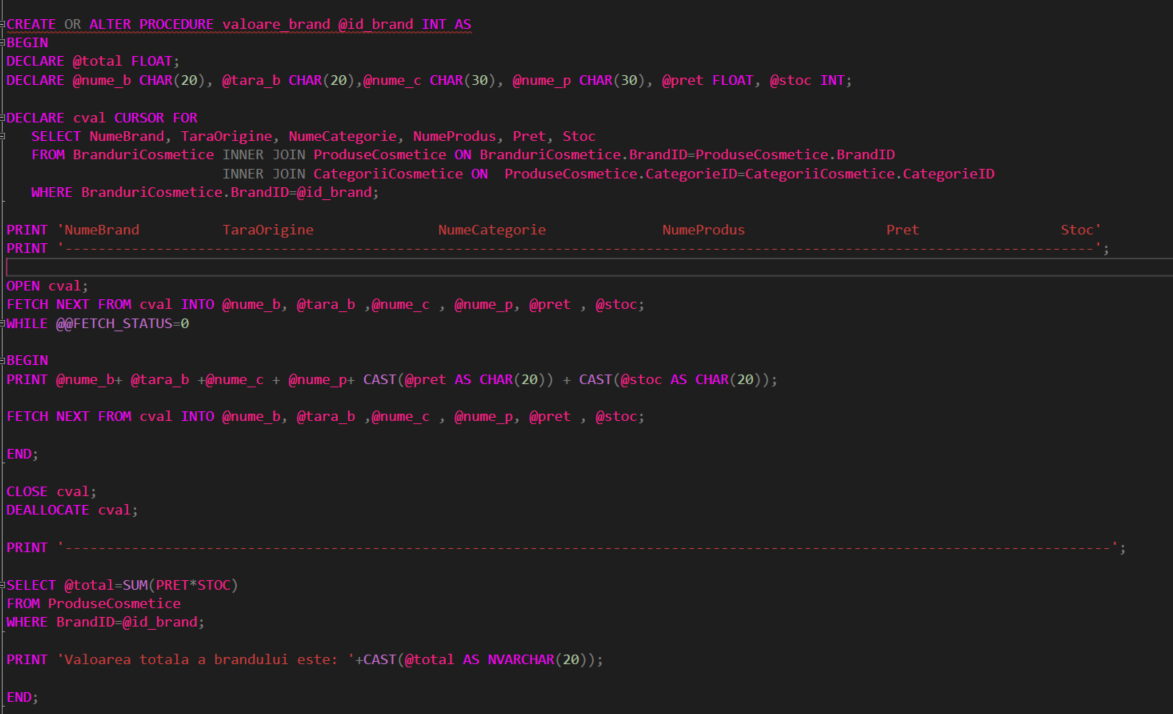 CREATE OR ALTER PROCEDURE valoare_brand @id_brand INT AS
BEGIN
DECLARE @total FLOAT;
DECLARE @nume_b CHAR(20), @tara_b CHAR(20),@nume_c CHAR(30), @nume_p CHAR(30), @pret FLOAT, @stoc INT;
DECLARE cval CURSOR FOR
SELECT NumeBrand, TaraOrigine, NumeCategorie, NumeProdus, Pret, Stoc
FROM BranduriCosmetice INNER JOIN ProduseCosmetice ON BranduriCosmetice.BrandID=ProduseCosmetice.BrandID
INNER JOIN CategoriiCosmetice ON  ProduseCosmetice.CategorieID=CategoriiCosmetice.CategorieID
WHERE BranduriCosmetice.BrandID=@id_brand;
PRINT 'NumeBrand          TaraOrigine               NumeCategorie              NumeProdus                 Pret                 Stoc'
PRINT '----------------------------------------------------------------------------------------------------------------------------';
OPEN cval;
FETCH NEXT FROM cval INTO @nume_b, @tara_b ,@nume_c , @nume_p, @pret , @stoc;
WHILE @@FETCH_STATUS=0
BEGIN
PRINT @nume_b+ @tara_b +@nume_c + @nume_p+ CAST(@pret AS CHAR(20)) + CAST(@stoc AS CHAR(20));
FETCH NEXT FROM cval INTO @nume_b, @tara_b ,@nume_c , @nume_p, @pret , @stoc;
END;
CLOSE cval;
DEALLOCATE cval;
PRINT '------------------------------------------------------------------------------------------------------------------------------';
SELECT @total=SUM(PRET*STOC)
FROM ProduseCosmetice
WHERE BrandID=@id_brand;
PRINT 'Valoarea totala a brandului este: '+CAST(@total AS NVARCHAR(20));
END;